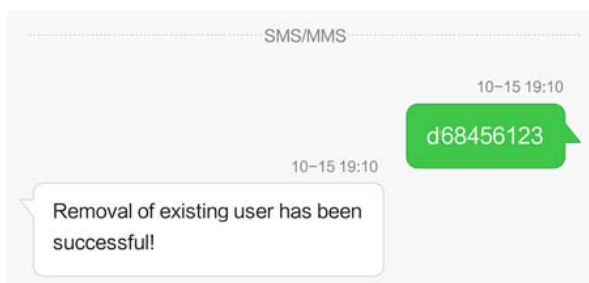 SMS/MMS
10-15 19:10
d68456123
10-15 19:10
Removal of existing user has been
successful!